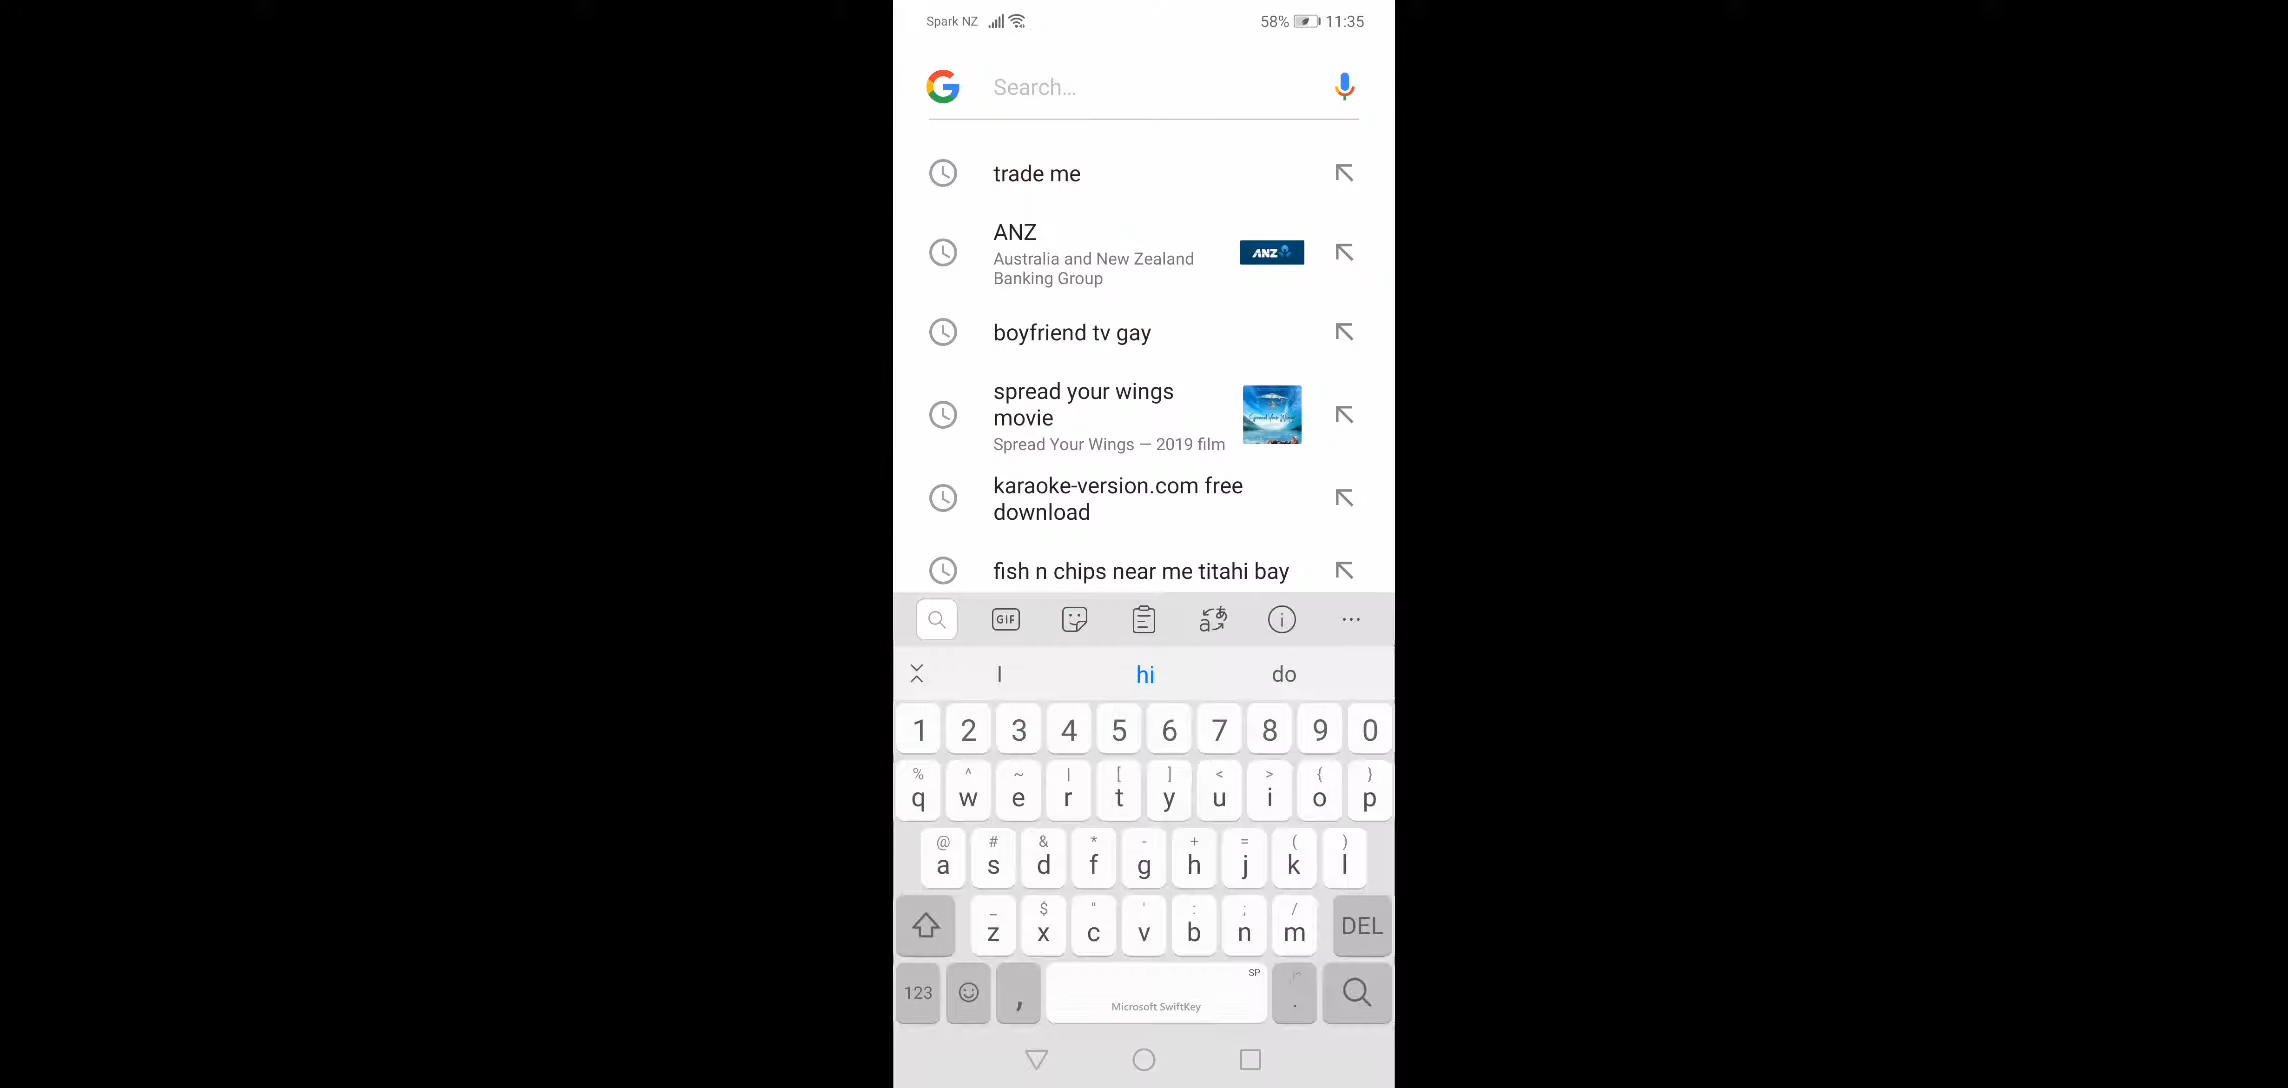 Spark NZ 58% 11:35
Search...
trade me
ANZ
Australia and New Zealand
Banking Group
ANZ
boyfriend tv gay
spread your wings
movie
Spread Your Wings — 2019 film
karaoke-version.com free
download
fish n chips near me titahi bay
GIF
I hi do
1 2 3 4 5 6 7 8 9 0
% ^ ~ | [ ] < > { }
q w e r t y u i o p
@ # & * - + = ( )
a s d f g h j k l
_ $ " ' : ; /
z x c v b n m DEL
SP
123 , .
Microsoft SwiftKey